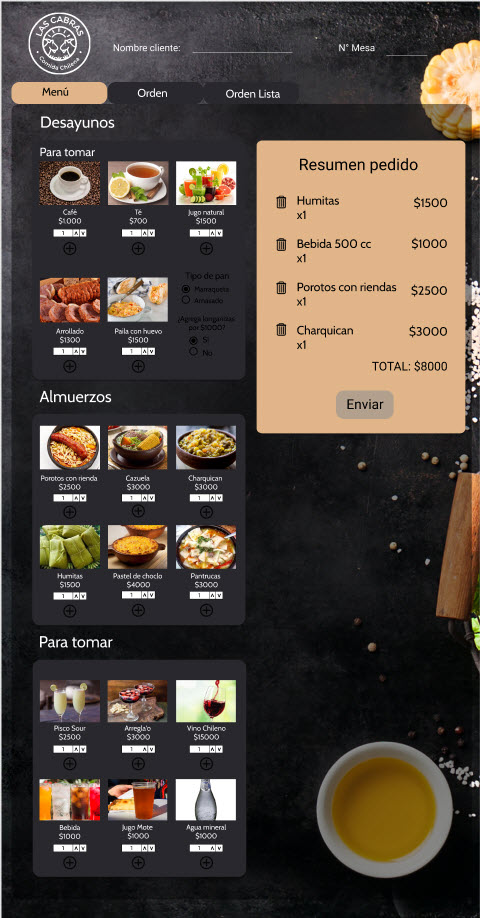 LAS CABRAS
Comida Chilena
Nombre cliente:
N° Mesa
Menú
Orden
Orden Lista
Desayunos
Para tomar
Café
$1.000
1
Té
$700
1
Jugo natural
$1500
1
Tipo de pan
Marraqueta
Amasado
¿Agrega longanizas
por $1000?
Si
No
Arrollado
$1300
1
Paila con huevo
$1500
1
Resumen pedido
Humitas
x1
$1500
Bebida 500 cc
x1
$1000
Porotos con riendas
x1
$2500
Charquican
x1
$3000
TOTAL: $8000
Enviar
Almuerzos
Porotos con rienda
$2500
1
Cazuela
$3000
1
Charquican
$3000
1
Humitas
$1500
1
Pastel de choclo
$4000
1
Pantrucas
$3000
1
Para tomar
Pisco Sour
$2500
1
Arregla'o
$3000
1
Vino Chileno
$15000
1
Bebida
$1000
1
Jugo Mote
$1000
1
Agua mineral
$1000
1